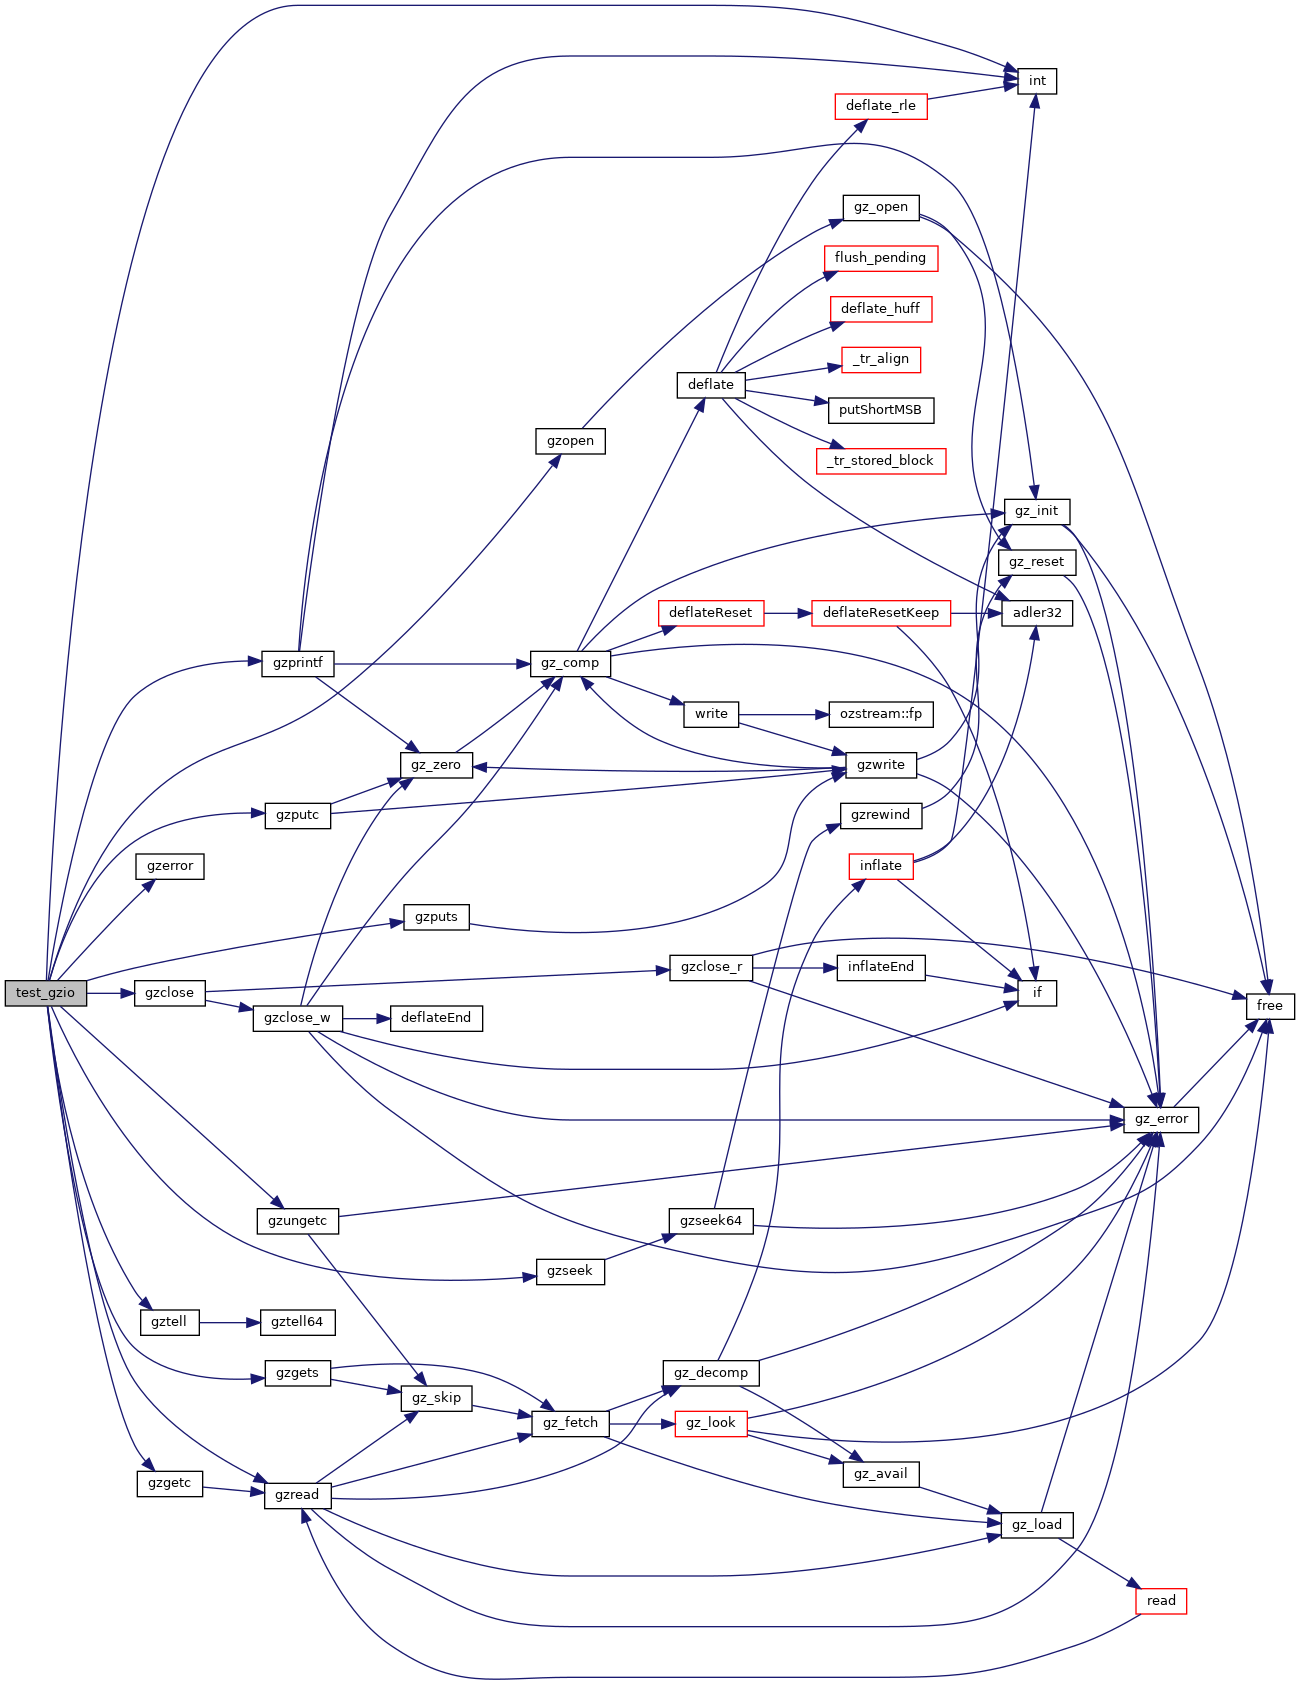 int
deflate_rle
gz_open
flush_pending
deflate_huff
_tr_align
deflate
putShortMSB
gzopen
_tr_stored_block
gz_init
gz_reset
deflateReset
deflateResetKeep
adler32
gzprintf
gz_comp
write
ozstream::fp
gz_zero
gzwrite
gzputc
gzrewind
gzerror
inflate
gzputs
gzclose_r
inflateEnd
test_gzio
gzclose
if
free
gzclose_w
deflateEnd
gz_error
gzungetc
gzseek64
gzseek
gztell
gztell64
gzgets
gz_decomp
gz_skip
gz_fetch
gz_look
gz_avail
gzgetc
gzread
gz_load
read